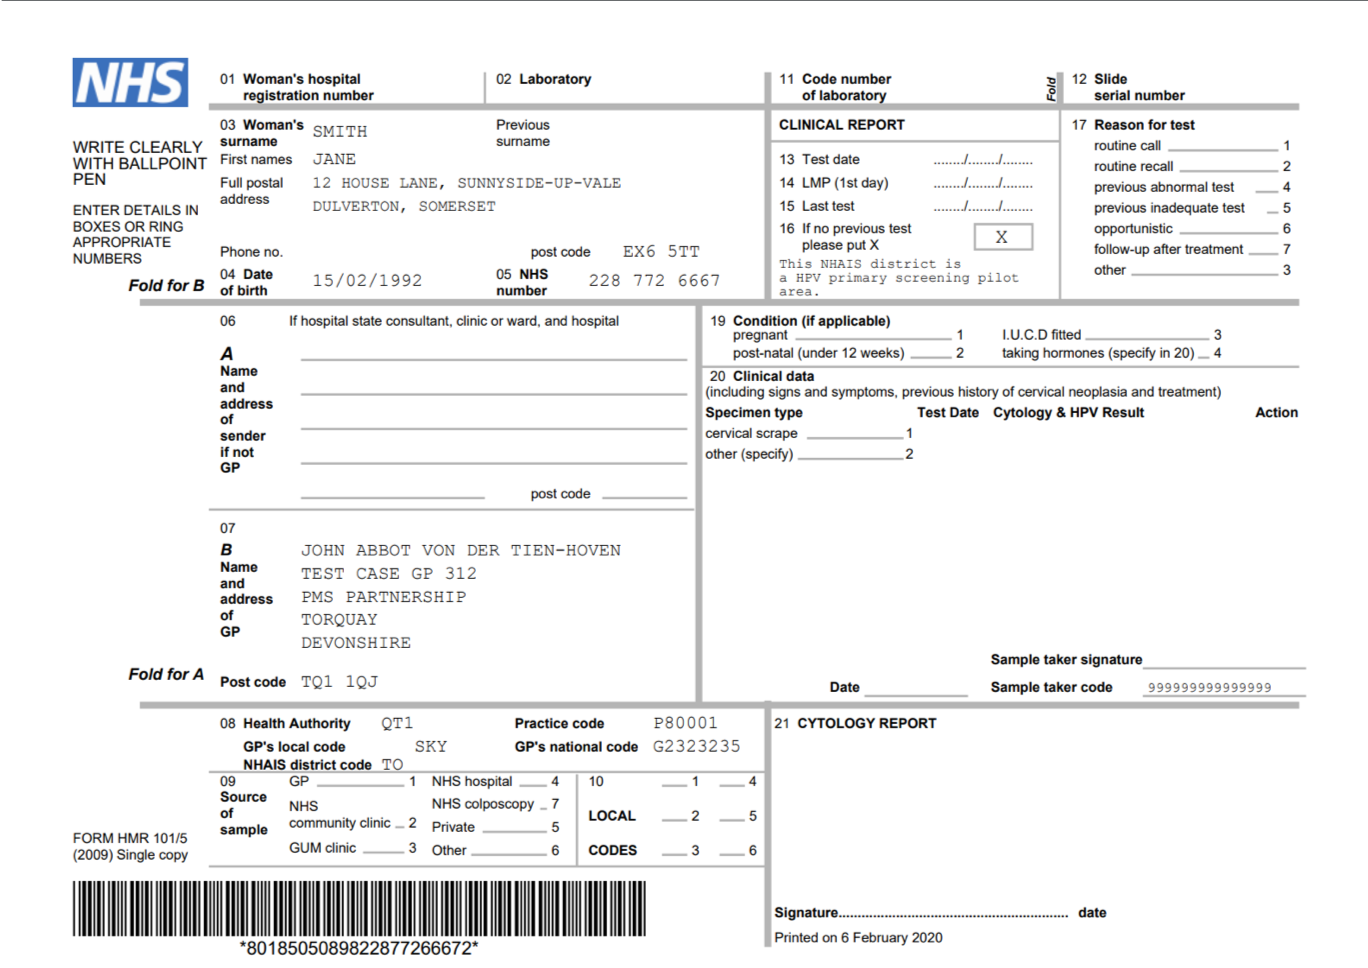 NHS
WRITE CLEARLY
WITH BALLPOINT
PEN
ENTER DETAILS IN
BOXES OR RING
APPROPRIATE
NUMBERS
Fold for B
01 Woman's hospital
registration number
02 Laboratory
11 Code number
of laboratory
Fold
12 Slide
serial number
03 Woman's
surname
SMITH
Previous
surname
First names JANE
Full postal
address
12 HOUSE LANE, SUNNYSIDE-UP-VALE
DULVERTON, SOMERSET
Phone no.
post code EX6 5TT
04 Date
of birth
15/02/1992
05 NHS
number
228 772 6667
CLINICAL REPORT
13 Test date ......./......./........
14 LMP (1st day) ......./......./........
15 Last test ......./......./........
16 If no previous test
please put X
X
This NHAIS district is
a HPV primary screening pilot
area.
17 Reason for test
routine call 1
routine recall 2
previous abnormal test 4
previous inadequate test 5
opportunistic 6
follow-up after treatment 7
other 3
06 If hospital state consultant, clinic or ward, and hospital
A
Name
and
address
of
sender
if not
GP
post code
19 Condition (if applicable)
pregnant 1 I.U.C.D fitted 3
post-natal (under 12 weeks) 2 taking hormones (specify in 20) 4
20 Clinical data
(including signs and symptoms, previous history of cervical neoplasia and treatment)
Specimen type Test Date Cytology & HPV Result Action
cervical scrape 1
other (specify) 2
07
B
Name
and
address
of
GP
JOHN ABBOT VON DER TIEN-HOVEN
TEST CASE GP 312
PMS PARTNERSHIP
TORQUAY
DEVONSHIRE
Fold for A
Post code TQ1 1QJ
Sample taker signature
Date
Sample taker code 999999999999999
08 Health Authority QT1 Practice code P80001
GP's local code SKY GP's national code G2323235
NHAIS district code TO
09
Source
of
sample
GP 1
NHS
community clinic 2
GUM clinic 3
NHS hospital 4
NHS colposcopy 7
Private 5
Other 6
10
LOCAL
CODES
1 4
2 5
3 6
21 CYTOLOGY REPORT
FORM HMR 101/5
(2009) Single copy
*8018505089822877266672*
Signature............................................................. date
Printed on 6 February 2020